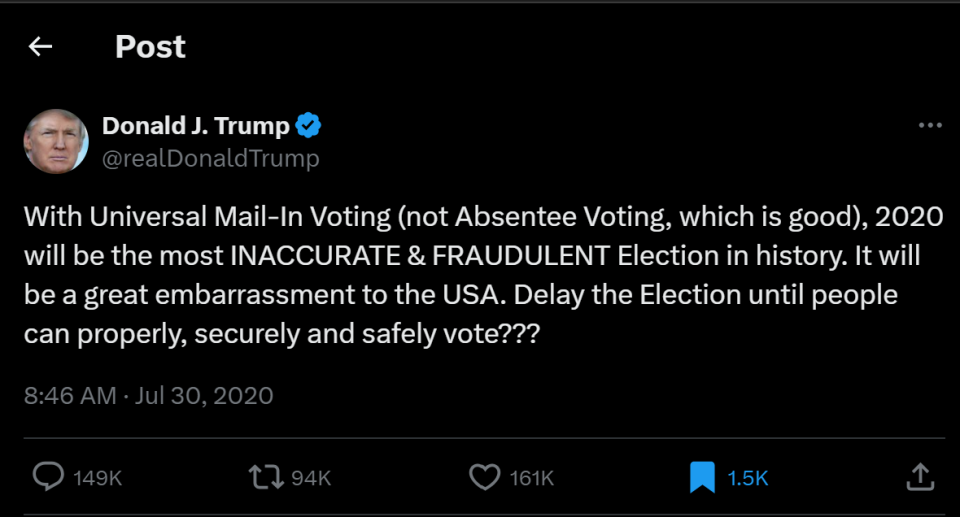 Post
Donald J. Trump
@realDonaldTrump
With Universal Mail-In Voting (not Absentee Voting, which is good), 2020
will be the most INACCURATE & FRAUDULENT Election in history. It will
be a great embarrassment to the USA. Delay the Election until people
can properly, securely and safely vote???
8:46 AM · Jul 30, 2020
149K 94K 161K 1.5K